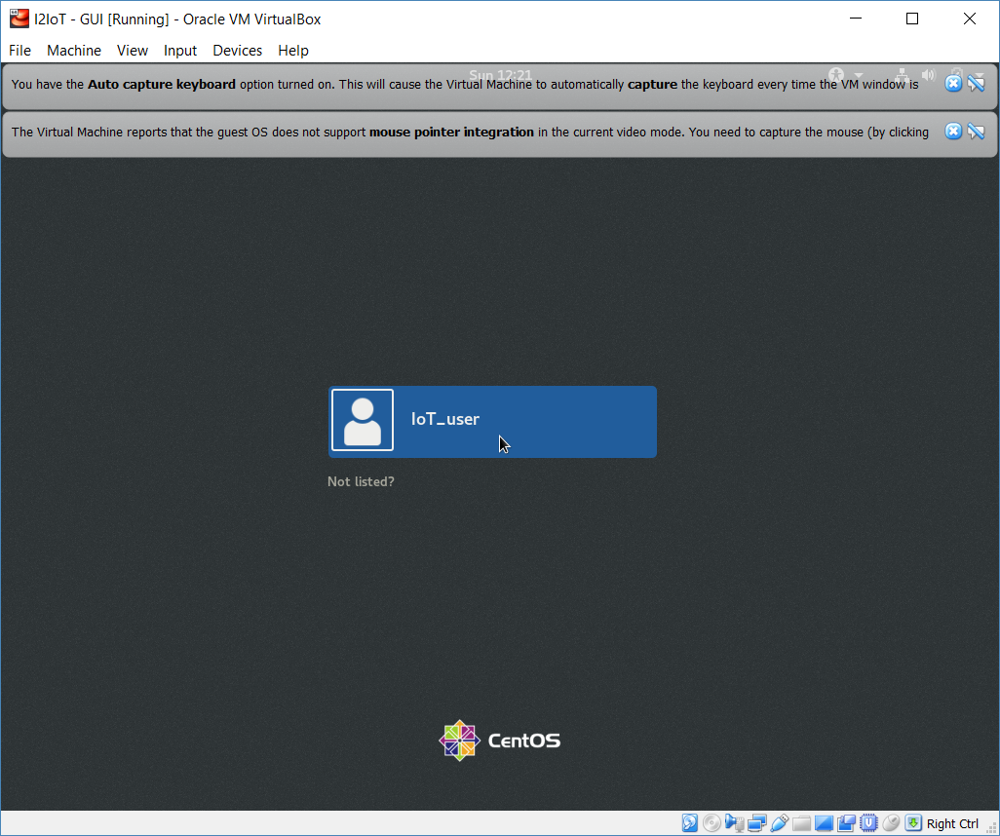 I2IoT - GUI [Running] - Oracle VM VirtualBox
File Machine View Input Devices Help
Sun 12:21
You have the Auto capture keyboard option turned on. This will cause the Virtual Machine to automatically capture the keyboard every time the VM window is
The Virtual Machine reports that the guest OS does not support mouse pointer integration in the current video mode. You need to capture the mouse (by clicking
IoT_user
Not listed?
CentOS
Right Ctrl